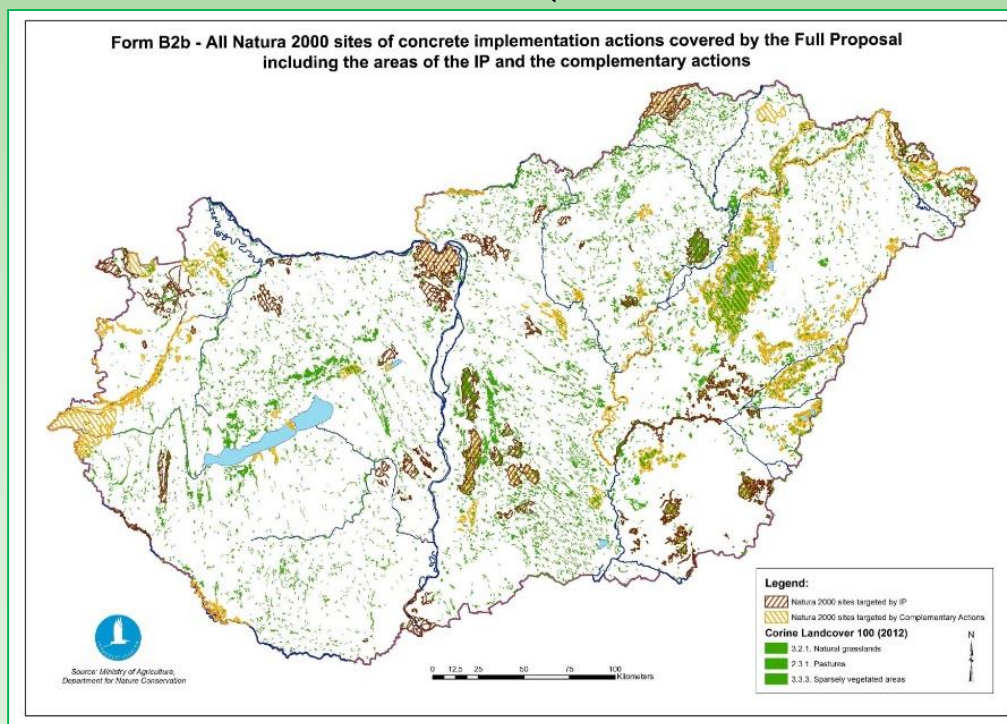 Form B2b - All Natura 2000 sites of concrete implementation actions covered by the Full Proposal
including the areas of the IP and the complementary actions
Legend:
Natura 2000 sites targeted by IP
Natura 2000 sites targeted by Complementary Actions
Corine Landcover 100 (2012)
3.2.1. Natural grasslands
2.3.1. Pastures
3.3.3. Sparsely vegetated areas
N
Source: Ministry of Agriculture,
Department for Nature Conservation
0 12,5 25 50 75 100
Kilometers